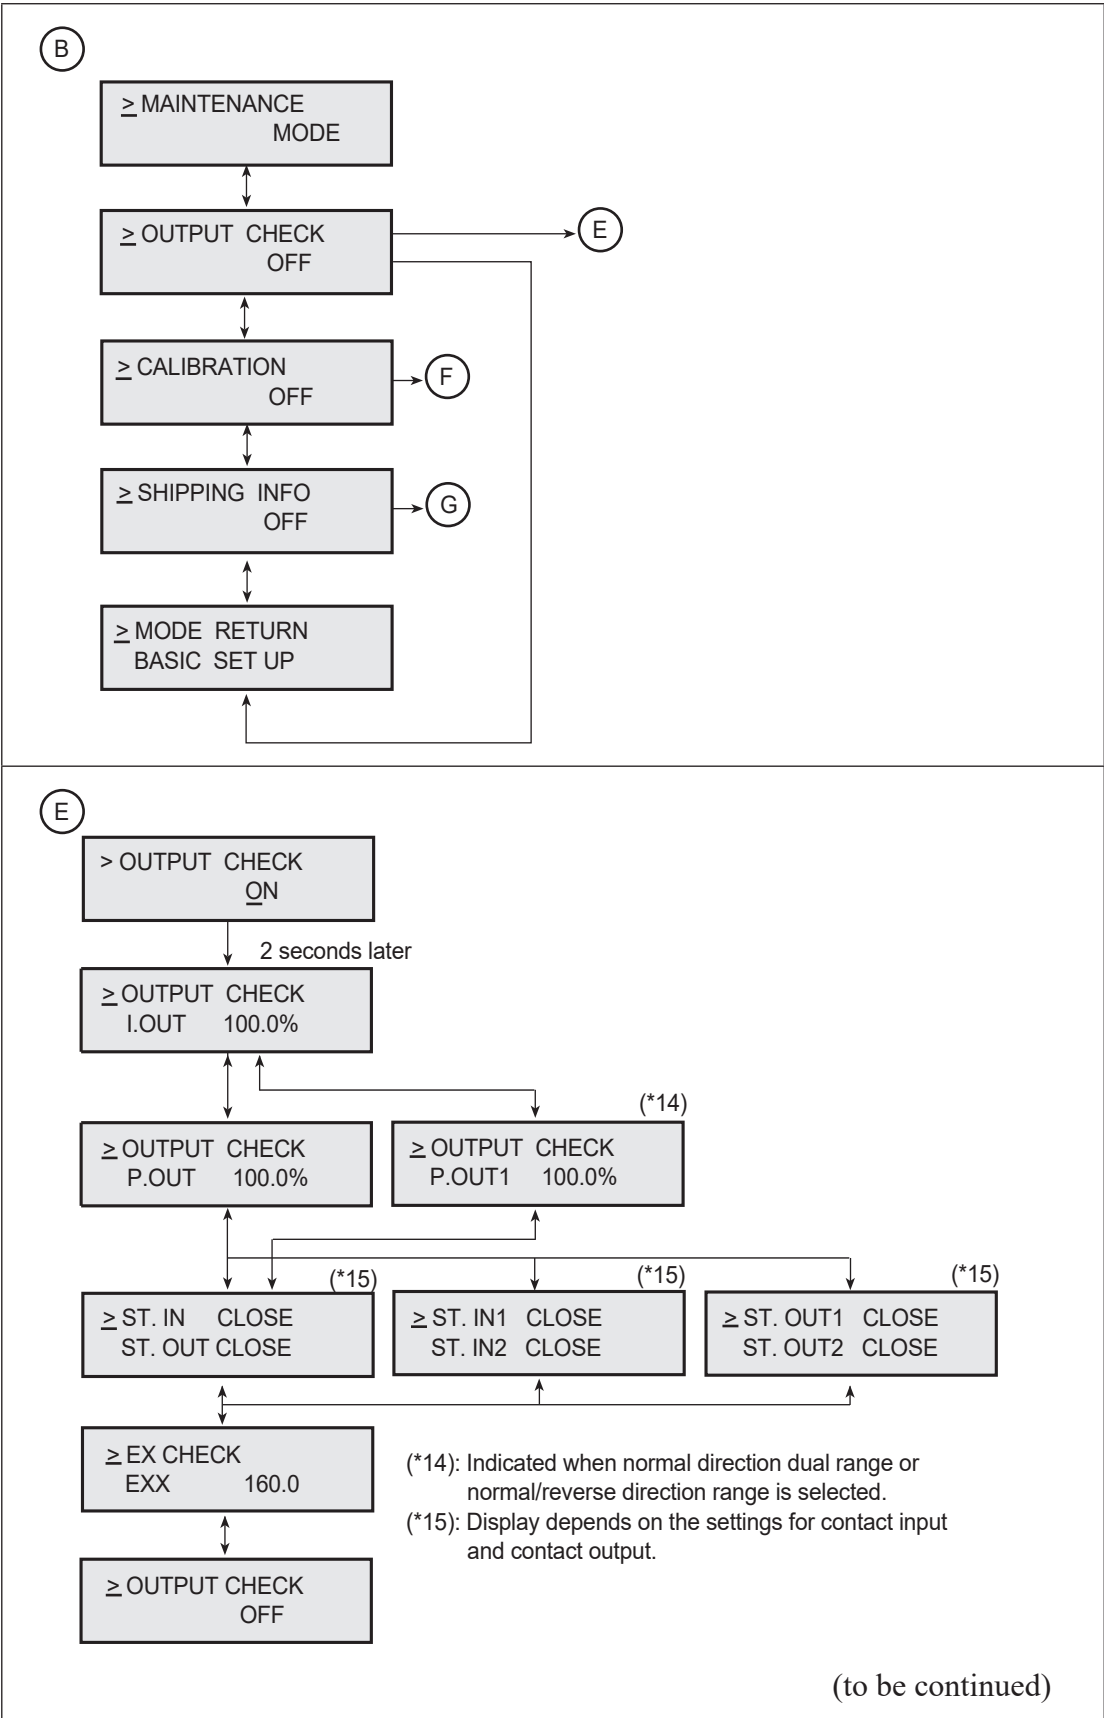 B
> MAINTENANCE
MODE
> OUTPUT CHECK
OFF
E
> CALIBRATION
OFF
F
> SHIPPING INFO
OFF
G
> MODE RETURN
BASIC SET UP
E
> OUTPUT CHECK
ON
2 seconds later
> OUTPUT CHECK
I.OUT 100.0%
> OUTPUT CHECK
P.OUT 100.0%
(*14)
> OUTPUT CHECK
P.OUT1 100.0%
(*15)
> ST. IN CLOSE
ST. OUT CLOSE
(*15)
> ST. IN1 CLOSE
ST. IN2 CLOSE
(*15)
> ST. OUT1 CLOSE
ST. OUT2 CLOSE
> EX CHECK
EXX 160.0
(*14): Indicated when normal direction dual range or
normal/reverse direction range is selected.
(*15): Display depends on the settings for contact input
and contact output.
> OUTPUT CHECK
OFF
(to be continued)